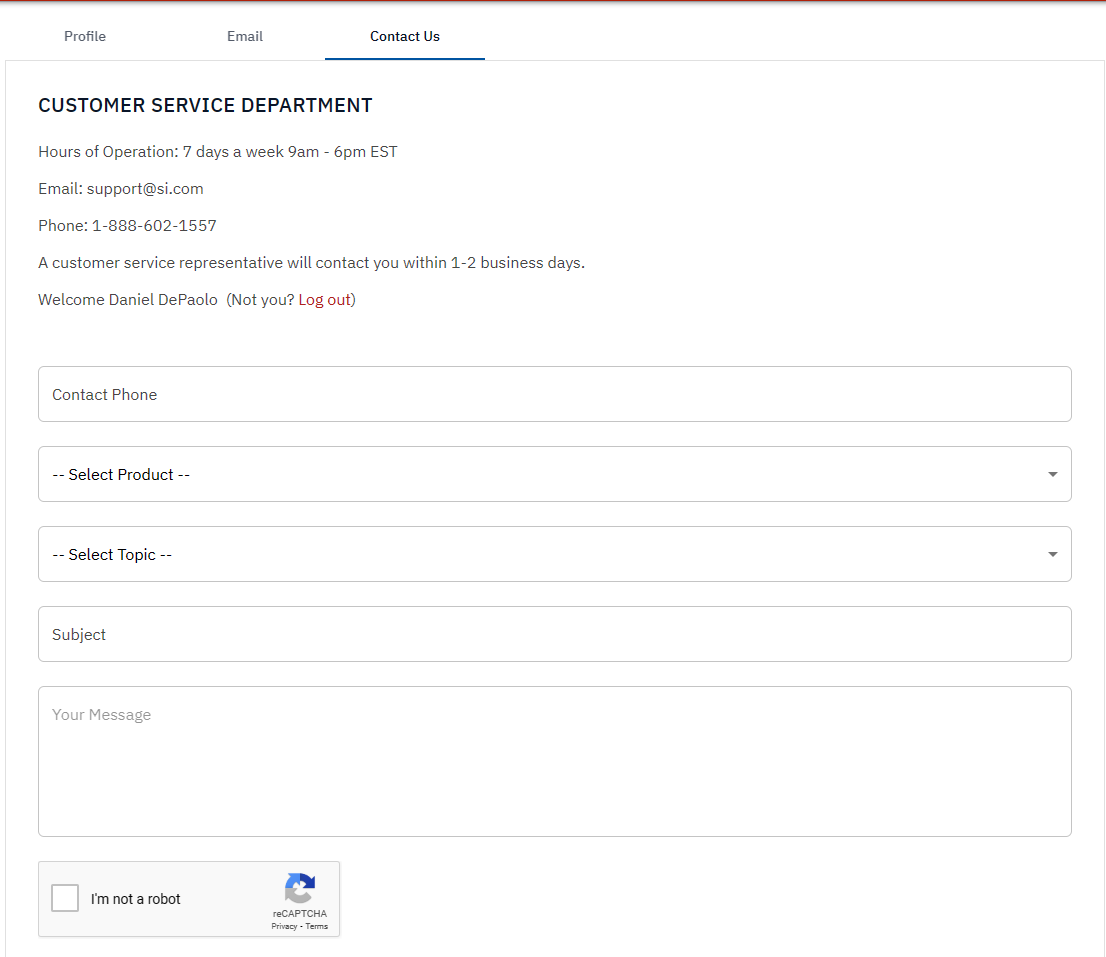 Profile
Email
Contact Us
CUSTOMER SERVICE DEPARTMENT
Hours of Operation: 7 days a week 9am - 6pm EST
Email: support@si.com
Phone: 1-888-602-1557
A customer service representative will contact you within 1-2 business days.
Welcome Daniel DePaolo (Not you? Log out)
Contact Phone
-- Select Product --
-- Select Topic --
Subject
Your Message
I'm not a robot
reCAPTCHA
Privacy - Terms